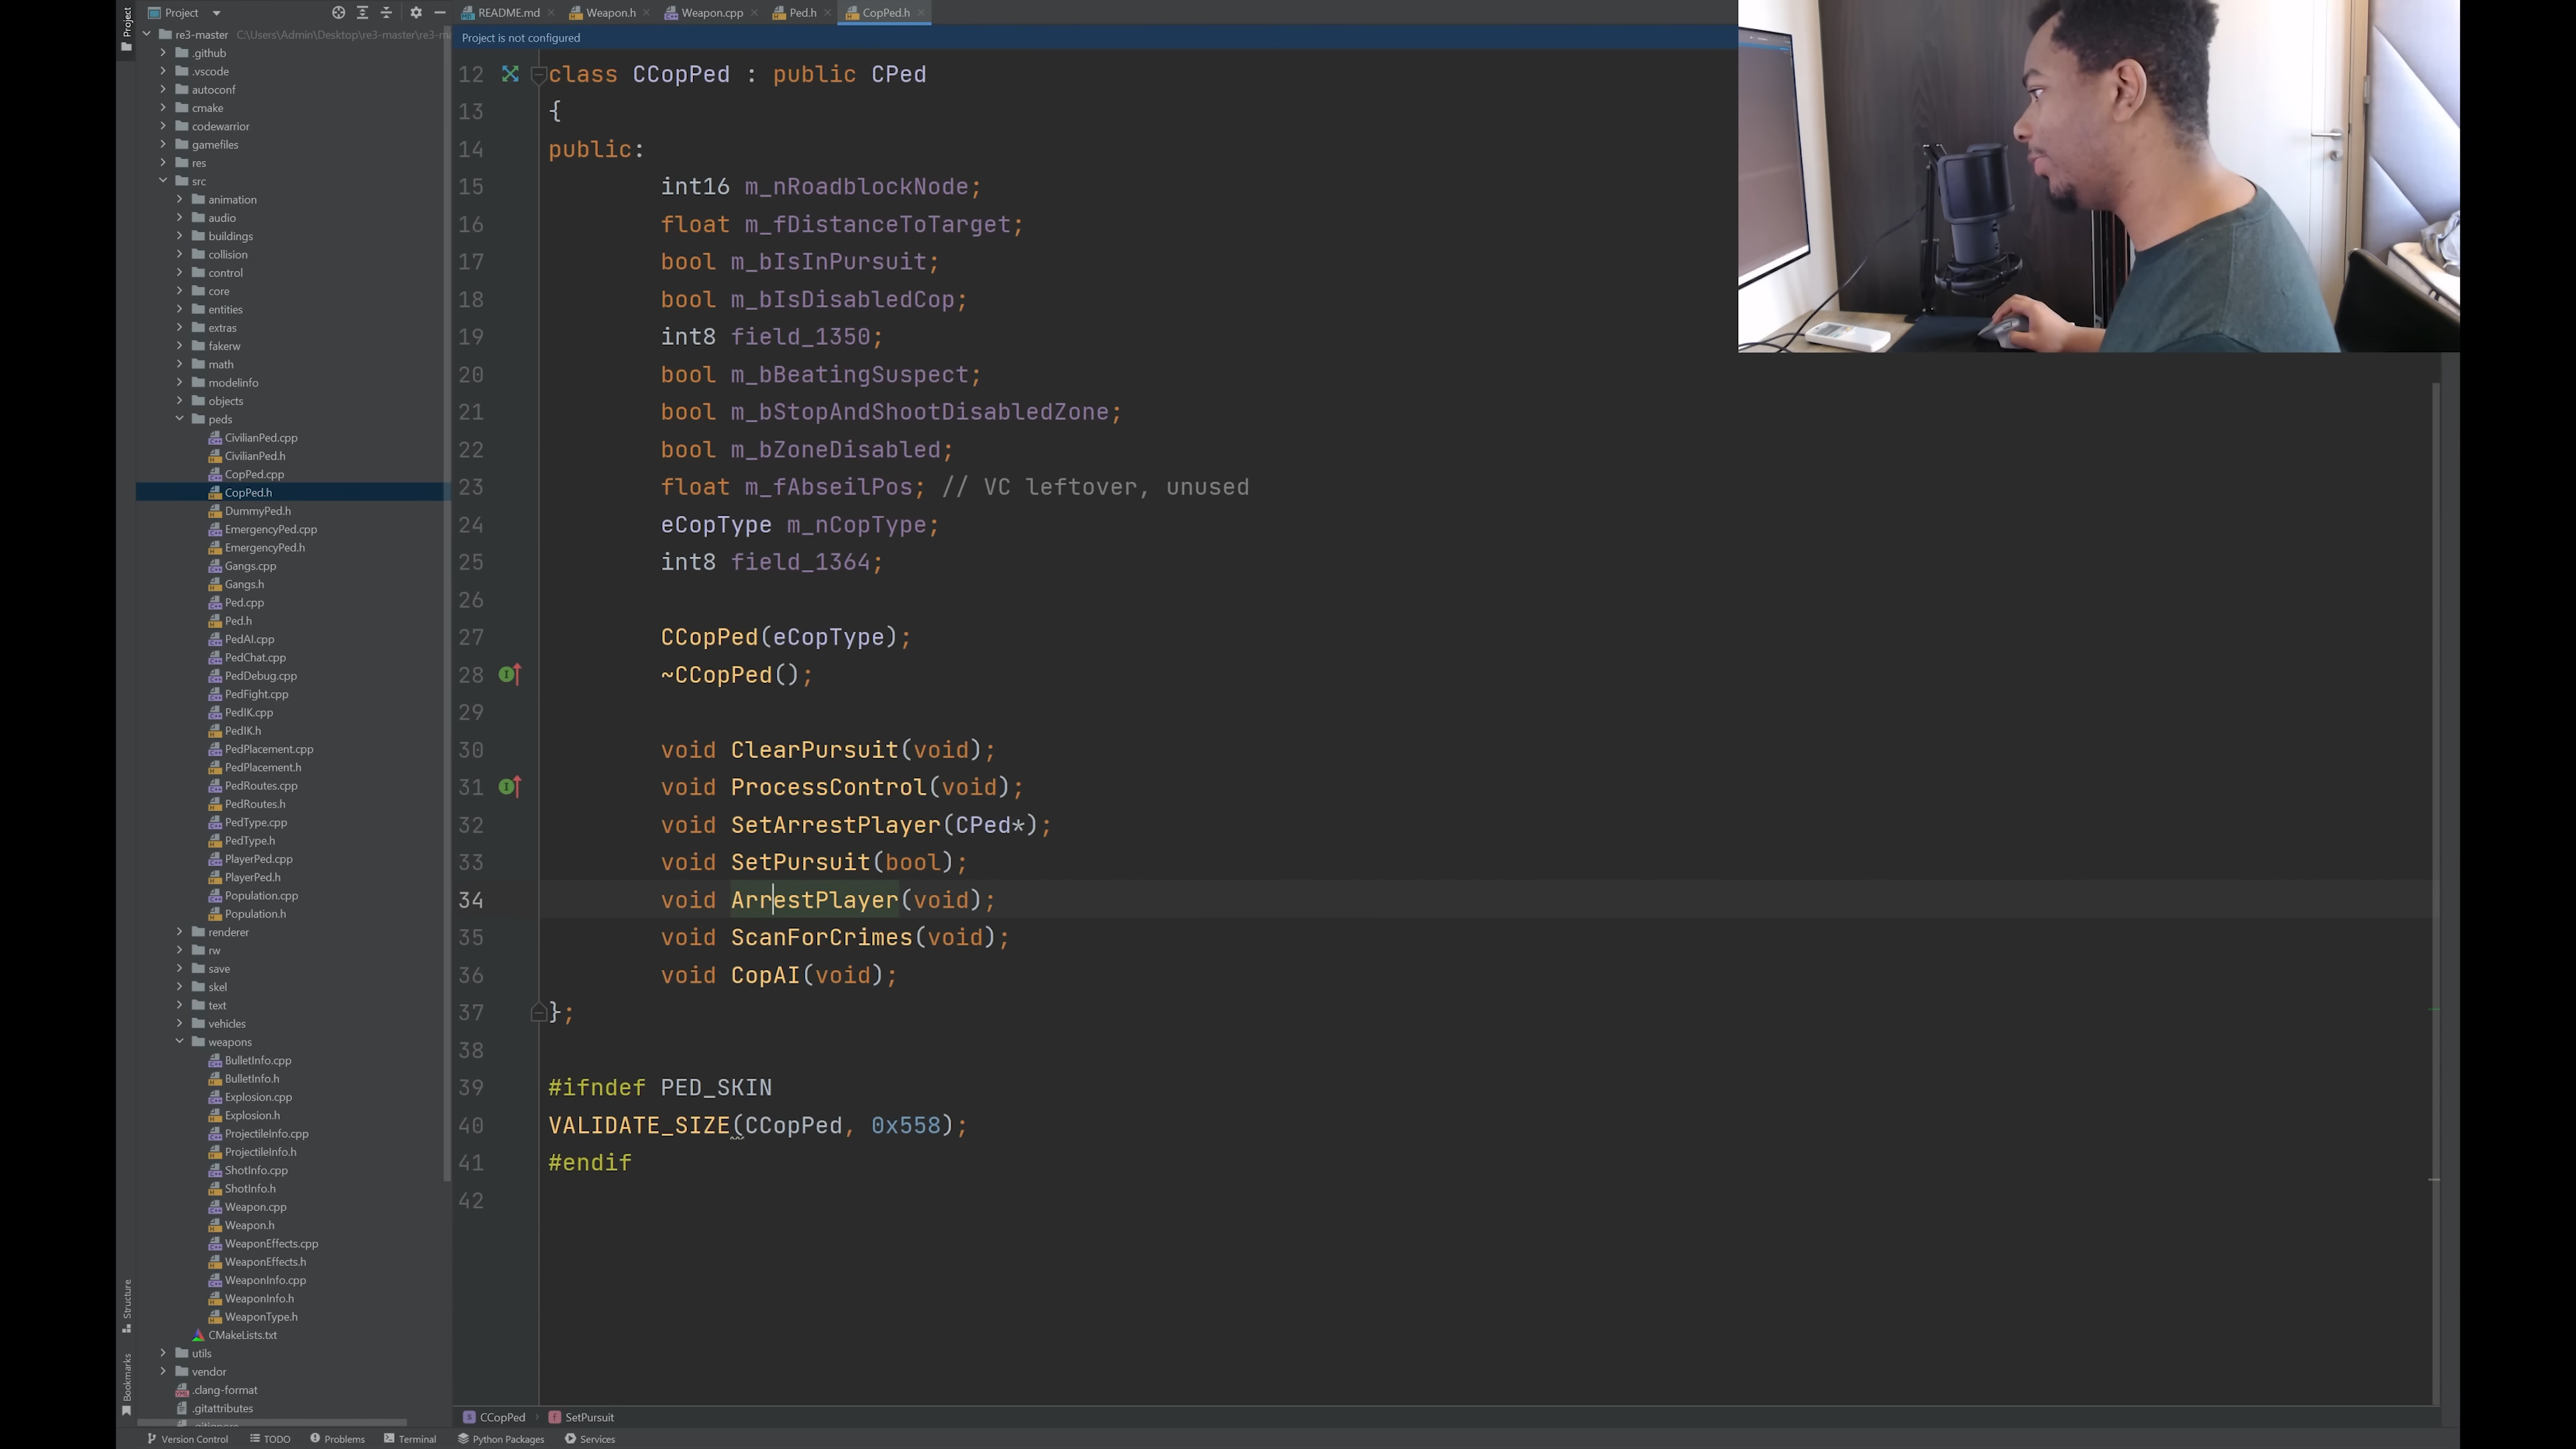 Project
README.md
Weapon.h
Weapon.cpp
Ped.h
CopPed.h
Project
re3-master C:\Users\Admin\Desktop\re3-master\re3-m
Project is not configured
.github
.vscode
autoconf
cmake
codewarrior
gamefiles
res
src
animation
audio
buildings
collision
control
core
entities
extras
fakerw
math
modelinfo
objects
peds
CivilianPed.cpp
CivilianPed.h
CopPed.cpp
CopPed.h
DummyPed.h
EmergencyPed.cpp
EmergencyPed.h
Gangs.cpp
Gangs.h
Ped.cpp
Ped.h
PedAI.cpp
PedChat.cpp
PedDebug.cpp
PedFight.cpp
PedIK.cpp
PedIK.h
PedPlacement.cpp
PedPlacement.h
PedRoutes.cpp
PedRoutes.h
PedType.cpp
PedType.h
PlayerPed.cpp
PlayerPed.h
Population.cpp
Population.h
renderer
rw
save
skel
text
vehicles
weapons
BulletInfo.cpp
BulletInfo.h
Explosion.cpp
Explosion.h
ProjectileInfo.cpp
ProjectileInfo.h
ShotInfo.cpp
ShotInfo.h
Weapon.cpp
Weapon.h
WeaponEffects.cpp
WeaponEffects.h
WeaponInfo.cpp
WeaponInfo.h
WeaponType.h
CMakeLists.txt
utils
vendor
.clang-format
.gitattributes
.gitignore
Structure
Bookmarks
12 class CCopPed : public CPed
13 {
14 public:
15 int16 m_nRoadblockNode;
16 float m_fDistanceToTarget;
17 bool m_bIsInPursuit;
18 bool m_bIsDisabledCop;
19 int8 field_1350;
20 bool m_bBeatingSuspect;
21 bool m_bStopAndShootDisabledZone;
22 bool m_bZoneDisabled;
23 float m_fAbseilPos; // VC leftover, unused
24 eCopType m_nCopType;
25 int8 field_1364;
26
27 CCopPed(eCopType);
28 ~CCopPed();
29
30 void ClearPursuit(void);
31 void ProcessControl(void);
32 void SetArrestPlayer(CPed*);
33 void SetPursuit(bool);
34 void ArrestPlayer(void);
35 void ScanForCrimes(void);
36 void CopAI(void);
37 };
38
39 #ifndef PED_SKIN
40 VALIDATE_SIZE(CCopPed, 0x558);
41 #endif
42
CCopPed
SetPursuit
Version Control
TODO
Problems
Terminal
Python Packages
Services